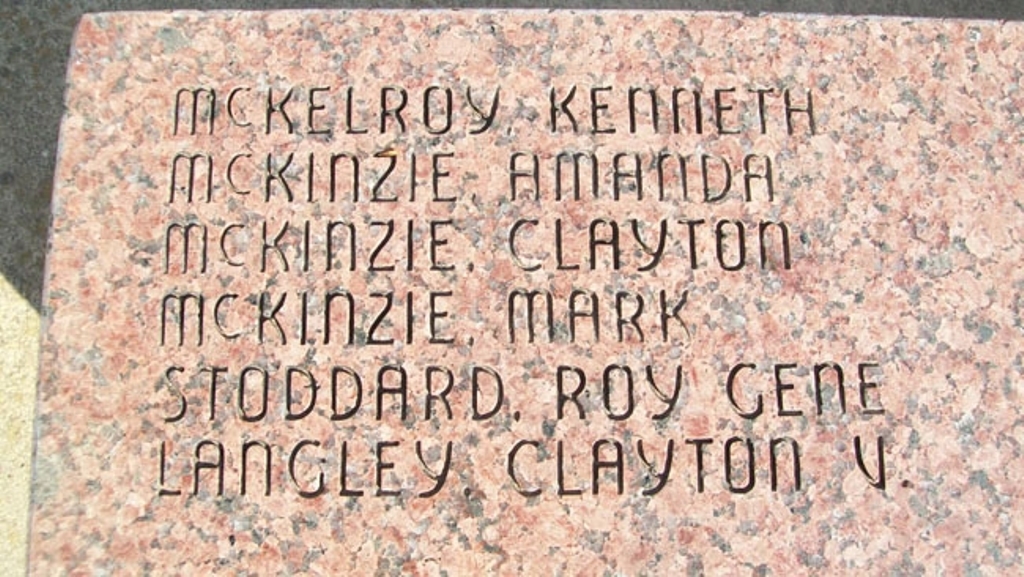 McKELROY, KENNETH
McKINZIE, AMANDA
McKINZIE, CLAYTON
McKINZIE, MARK
STODDARD, ROY GENE
LANGLEY, CLAYTON V.